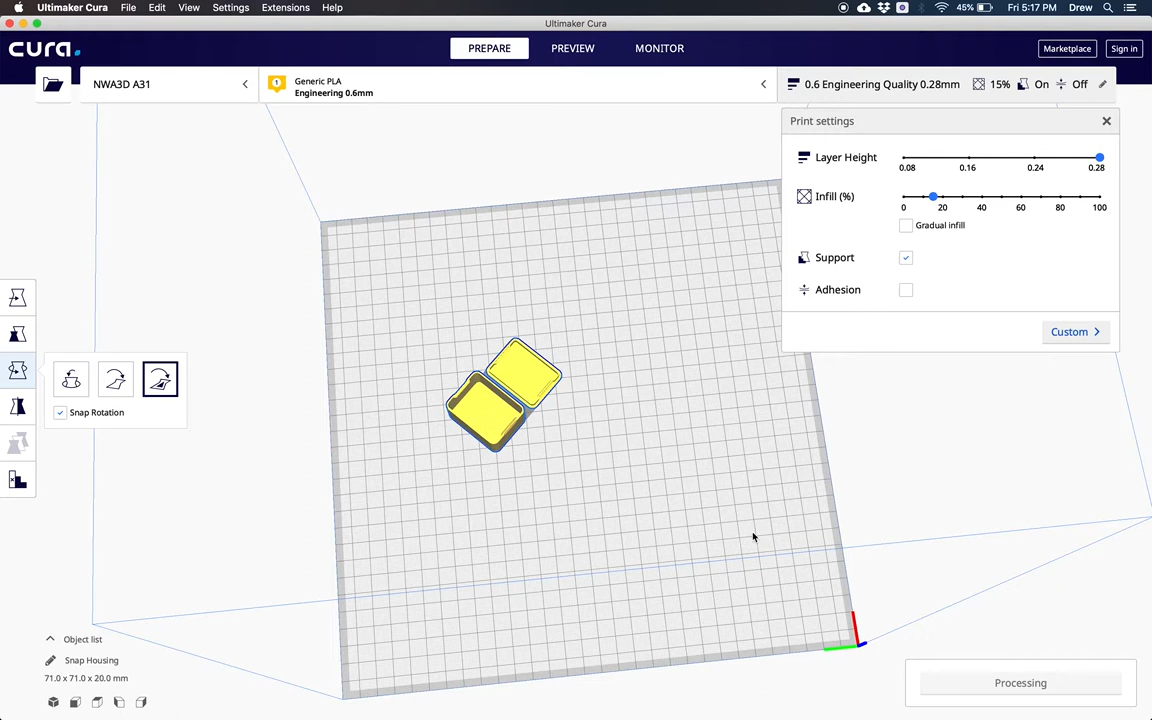 Ultimaker Cura File Edit View Settings Extensions Help 45% Fri 5:17 PM Drew
Ultimaker Cura
cura. PREPARE PREVIEW MONITOR Marketplace Sign in
NWA3D A31
1
Generic PLA
Engineering 0.6mm
0.6 Engineering Quality 0.28mm 15% On Off
Print settings
Layer Height
0.08 0.16 0.24 0.28
Infill (%)
0 20 40 60 80 100
Gradual infill
Support
Adhesion
Custom
Snap Rotation
Object list
Snap Housing
71.0 x 71.0 x 20.0 mm
Processing